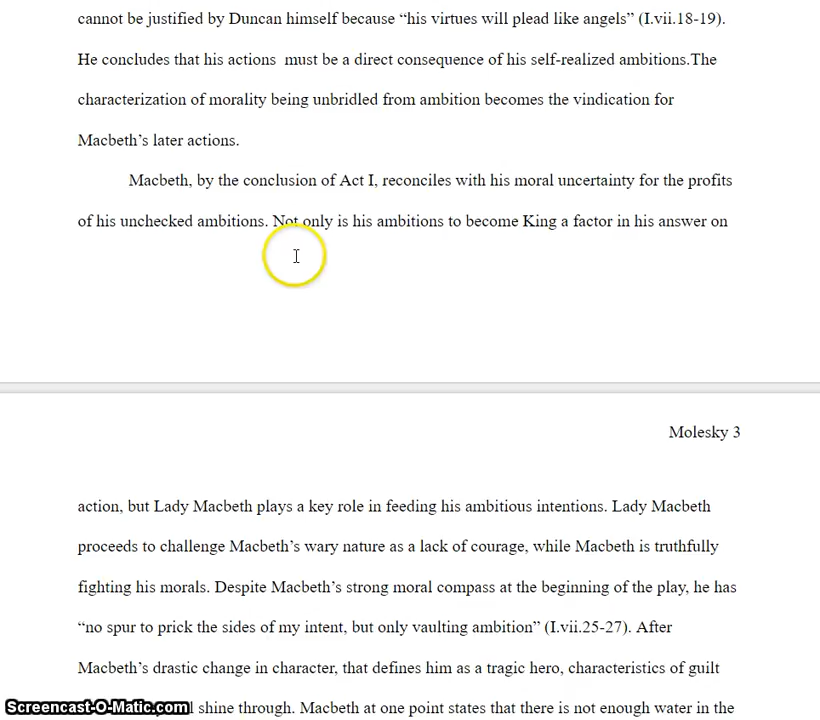 cannot be justified by Duncan himself because “his virtues will plead like angels” (I.vii.18-19).
He concludes that his actions  must be a direct consequence of his self-realized ambitions.The
characterization of morality being unbridled from ambition becomes the vindication for
Macbeth’s later actions.
Macbeth, by the conclusion of Act I, reconciles with his moral uncertainty for the profits
of his unchecked ambitions. Not only is his ambitions to become King a factor in his answer on
Molesky 3
action, but Lady Macbeth plays a key role in feeding his ambitious intentions. Lady Macbeth
proceeds to challenge Macbeth’s wary nature as a lack of courage, while Macbeth is truthfully
fighting his morals. Despite Macbeth’s strong moral compass at the beginning of the play, he has
“no spur to prick the sides of my intent, but only vaulting ambition” (I.vii.25-27). After
Macbeth’s drastic change in character, that defines him as a tragic hero, characteristics of guilt
shine through. Macbeth at one point states that there is not enough water in the
Screencast-O-Matic.com